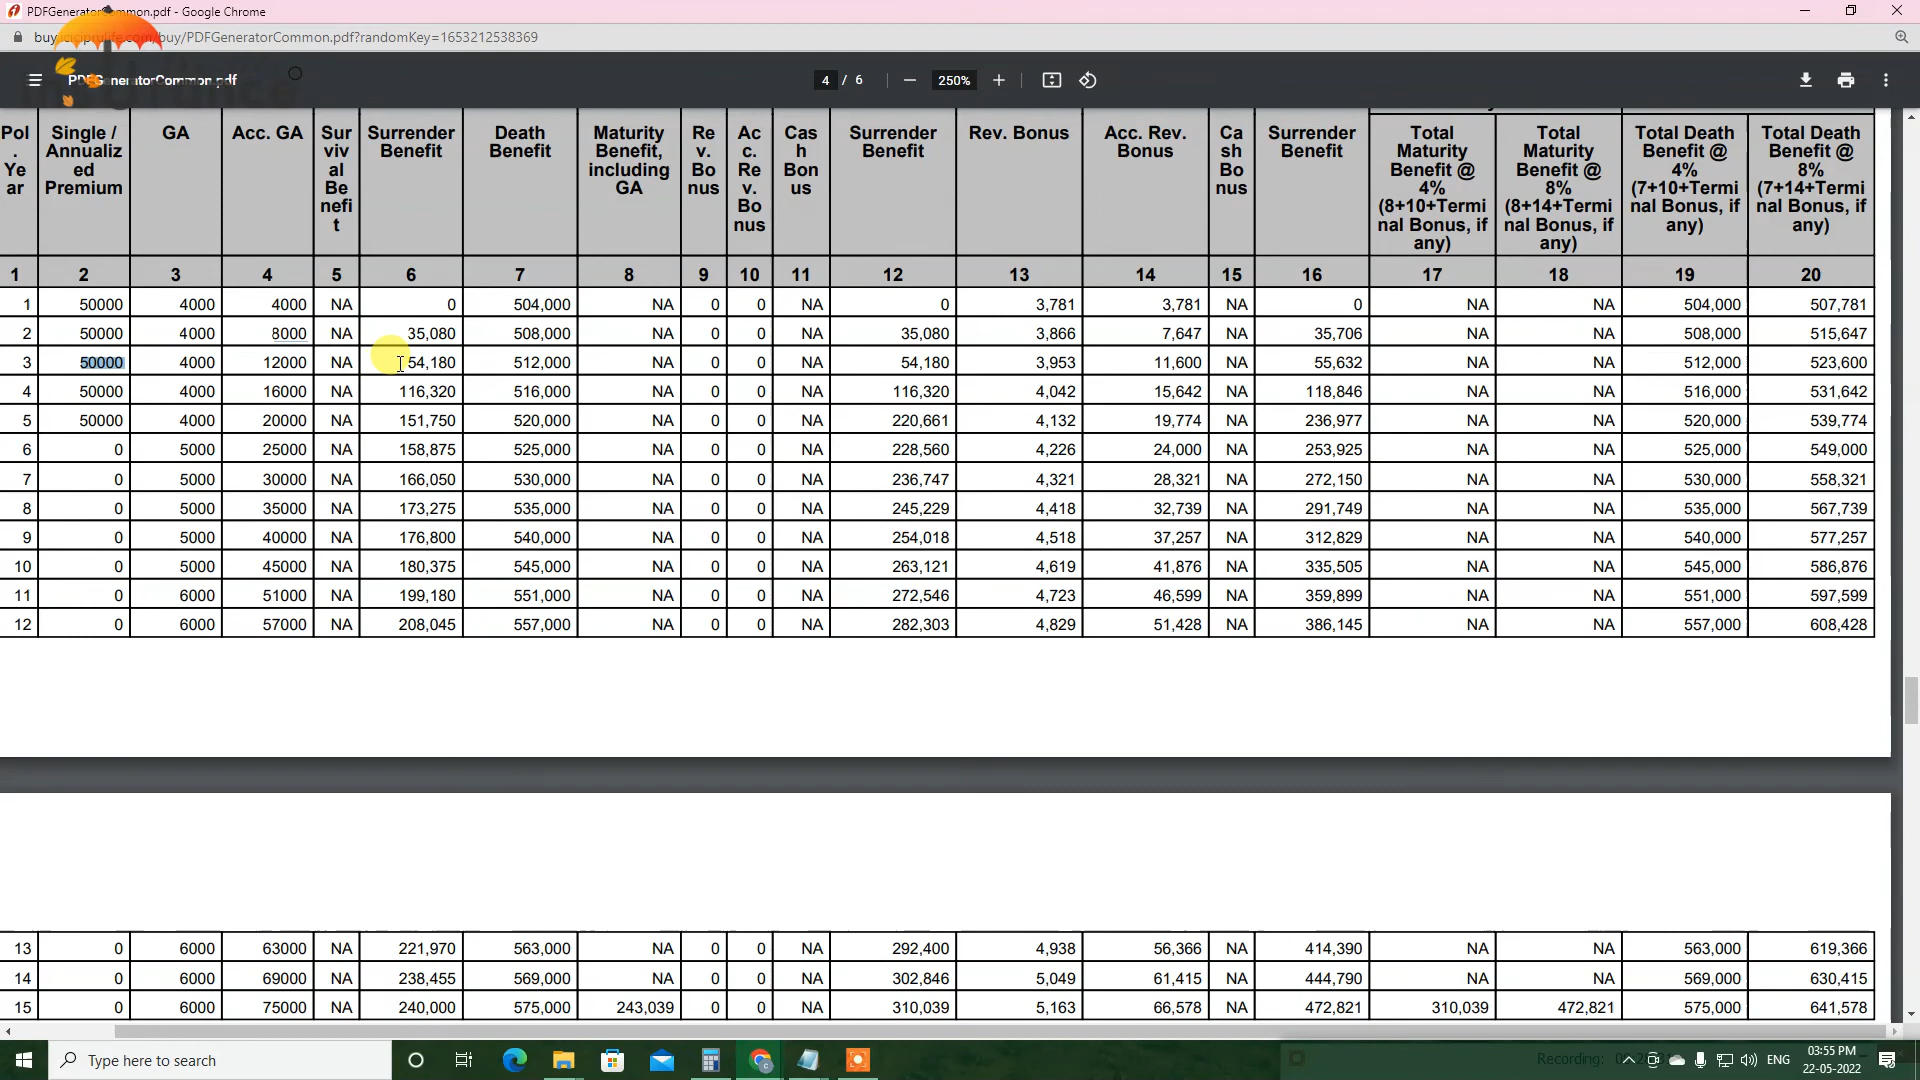 PDFGeneratorCommon.pdf - Google Chrome
buy.iciciprulife.com/buy/PDFGeneratorCommon.pdf?randomKey=1653212538369
PDFGeneratorCommon.pdf
4 / 6
250%
Pol. Year Single / Annualized Premium GA Acc. GA Survival Benefit Surrender Benefit Death Benefit Maturity Benefit, including GA Rev. Bonus Acc. Rev. Bonus Cash Bonus Surrender Benefit Rev. Bonus Acc. Rev. Bonus Cash Bonus Surrender Benefit Total Maturity Benefit @ 4% (8+10+Terminal Bonus, if any) Total Maturity Benefit @ 8% (8+14+Terminal Bonus, if any) Total Death Benefit @ 4% (7+10+Terminal Bonus, if any) Total Death Benefit @ 8% (7+14+Terminal Bonus, if any)
1 2 3 4 5 6 7 8 9 10 11 12 13 14 15 16 17 18 19 20
1 50000 4000 4000 NA 0 504,000 NA 0 0 NA 0 3,781 3,781 NA 0 NA NA 504,000 507,781
2 50000 4000 8000 NA 35,080 508,000 NA 0 0 NA 35,080 3,866 7,647 NA 35,706 NA NA 508,000 515,647
3 50000 4000 12000 NA 54,180 512,000 NA 0 0 NA 54,180 3,953 11,600 NA 55,632 NA NA 512,000 523,600
4 50000 4000 16000 NA 116,320 516,000 NA 0 0 NA 116,320 4,042 15,642 NA 118,846 NA NA 516,000 531,642
5 50000 4000 20000 NA 151,750 520,000 NA 0 0 NA 220,661 4,132 19,774 NA 236,977 NA NA 520,000 539,774
6 0 5000 25000 NA 158,875 525,000 NA 0 0 NA 228,560 4,226 24,000 NA 253,925 NA NA 525,000 549,000
7 0 5000 30000 NA 166,050 530,000 NA 0 0 NA 236,747 4,321 28,321 NA 272,150 NA NA 530,000 558,321
8 0 5000 35000 NA 173,275 535,000 NA 0 0 NA 245,229 4,418 32,739 NA 291,749 NA NA 535,000 567,739
9 0 5000 40000 NA 176,800 540,000 NA 0 0 NA 254,018 4,518 37,257 NA 312,829 NA NA 540,000 577,257
10 0 5000 45000 NA 180,375 545,000 NA 0 0 NA 263,121 4,619 41,876 NA 335,505 NA NA 545,000 586,876
11 0 6000 51000 NA 199,180 551,000 NA 0 0 NA 272,546 4,723 46,599 NA 359,899 NA NA 551,000 597,599
12 0 6000 57000 NA 208,045 557,000 NA 0 0 NA 282,303 4,829 51,428 NA 386,145 NA NA 557,000 608,428
13 0 6000 63000 NA 221,970 563,000 NA 0 0 NA 292,400 4,938 56,366 NA 414,390 NA NA 563,000 619,366
14 0 6000 69000 NA 238,455 569,000 NA 0 0 NA 302,846 5,049 61,415 NA 444,790 NA NA 569,000 630,415
15 0 6000 75000 NA 240,000 575,000 243,039 0 0 NA 310,039 5,163 66,578 NA 472,821 310,039 472,821 575,000 641,578
Type here to search
Recording:
ENG
03:55 PM
22-05-2022